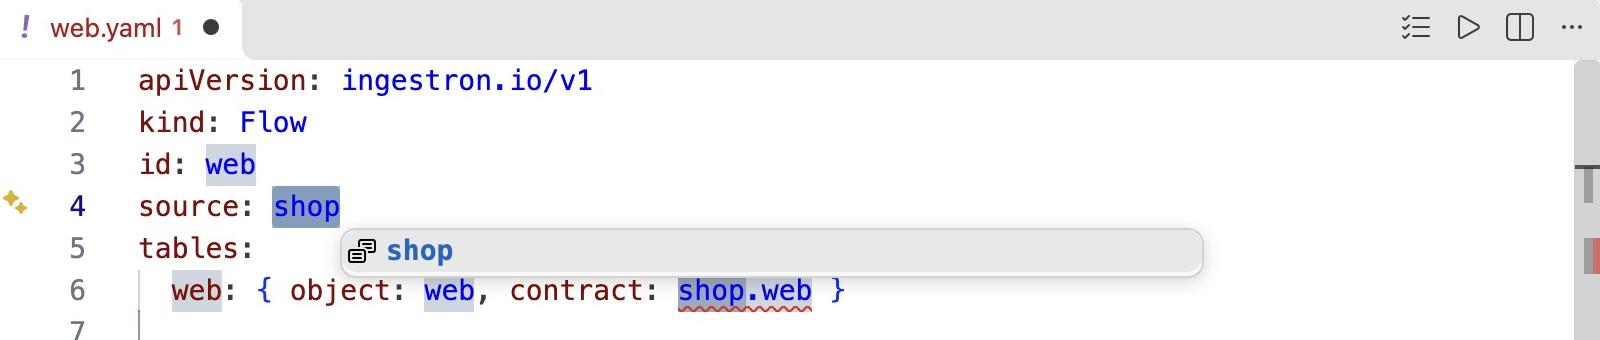 ! web.yaml 1
1 apiVersion: ingestron.io/v1
2 kind: Flow
3 id: web
4 source: shop
5 tables:
shop
6 web: { object: web, contract: shop.web }
7